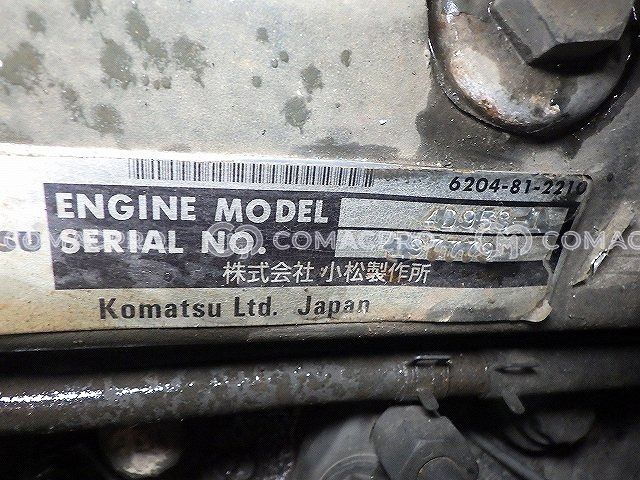 6204-81-2210
ENGINE MODEL 4D95S-1
SERIAL NO.
株式会社 小松製作所
Komatsu Ltd. Japan
COMAC